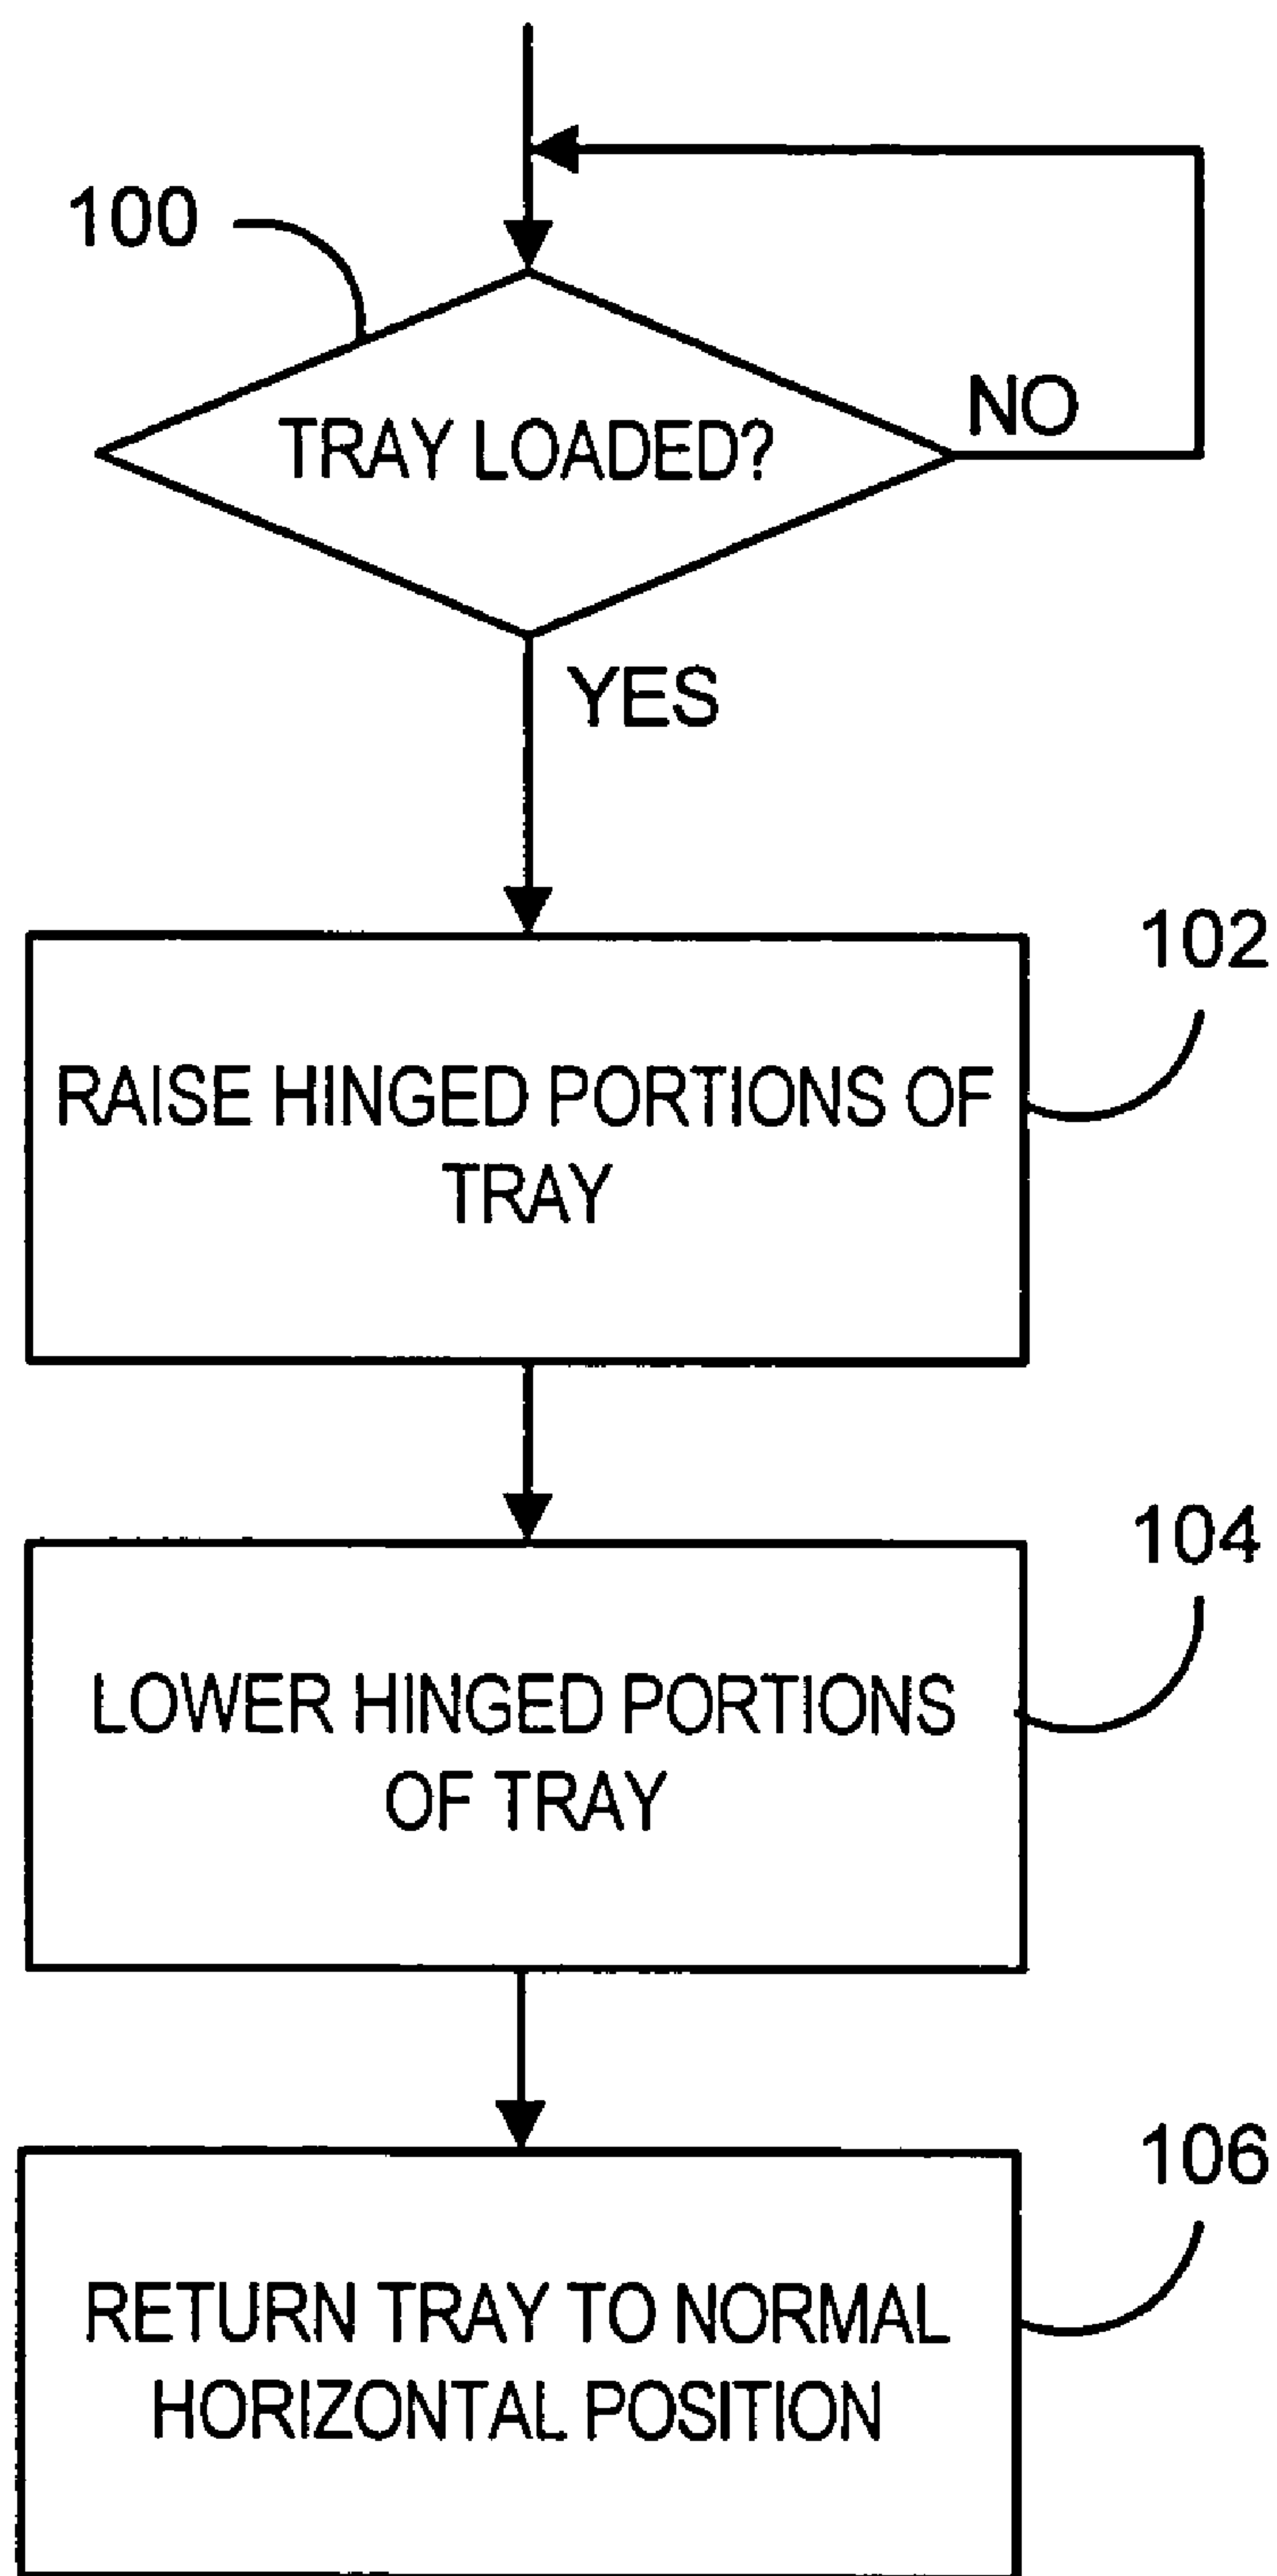 100
TRAY LOADED?
NO
YES
102
RAISE HINGED PORTIONS OF
TRAY
104
LOWER HINGED PORTIONS
OF TRAY
106
RETURN TRAY TO NORMAL
HORIZONTAL POSITION